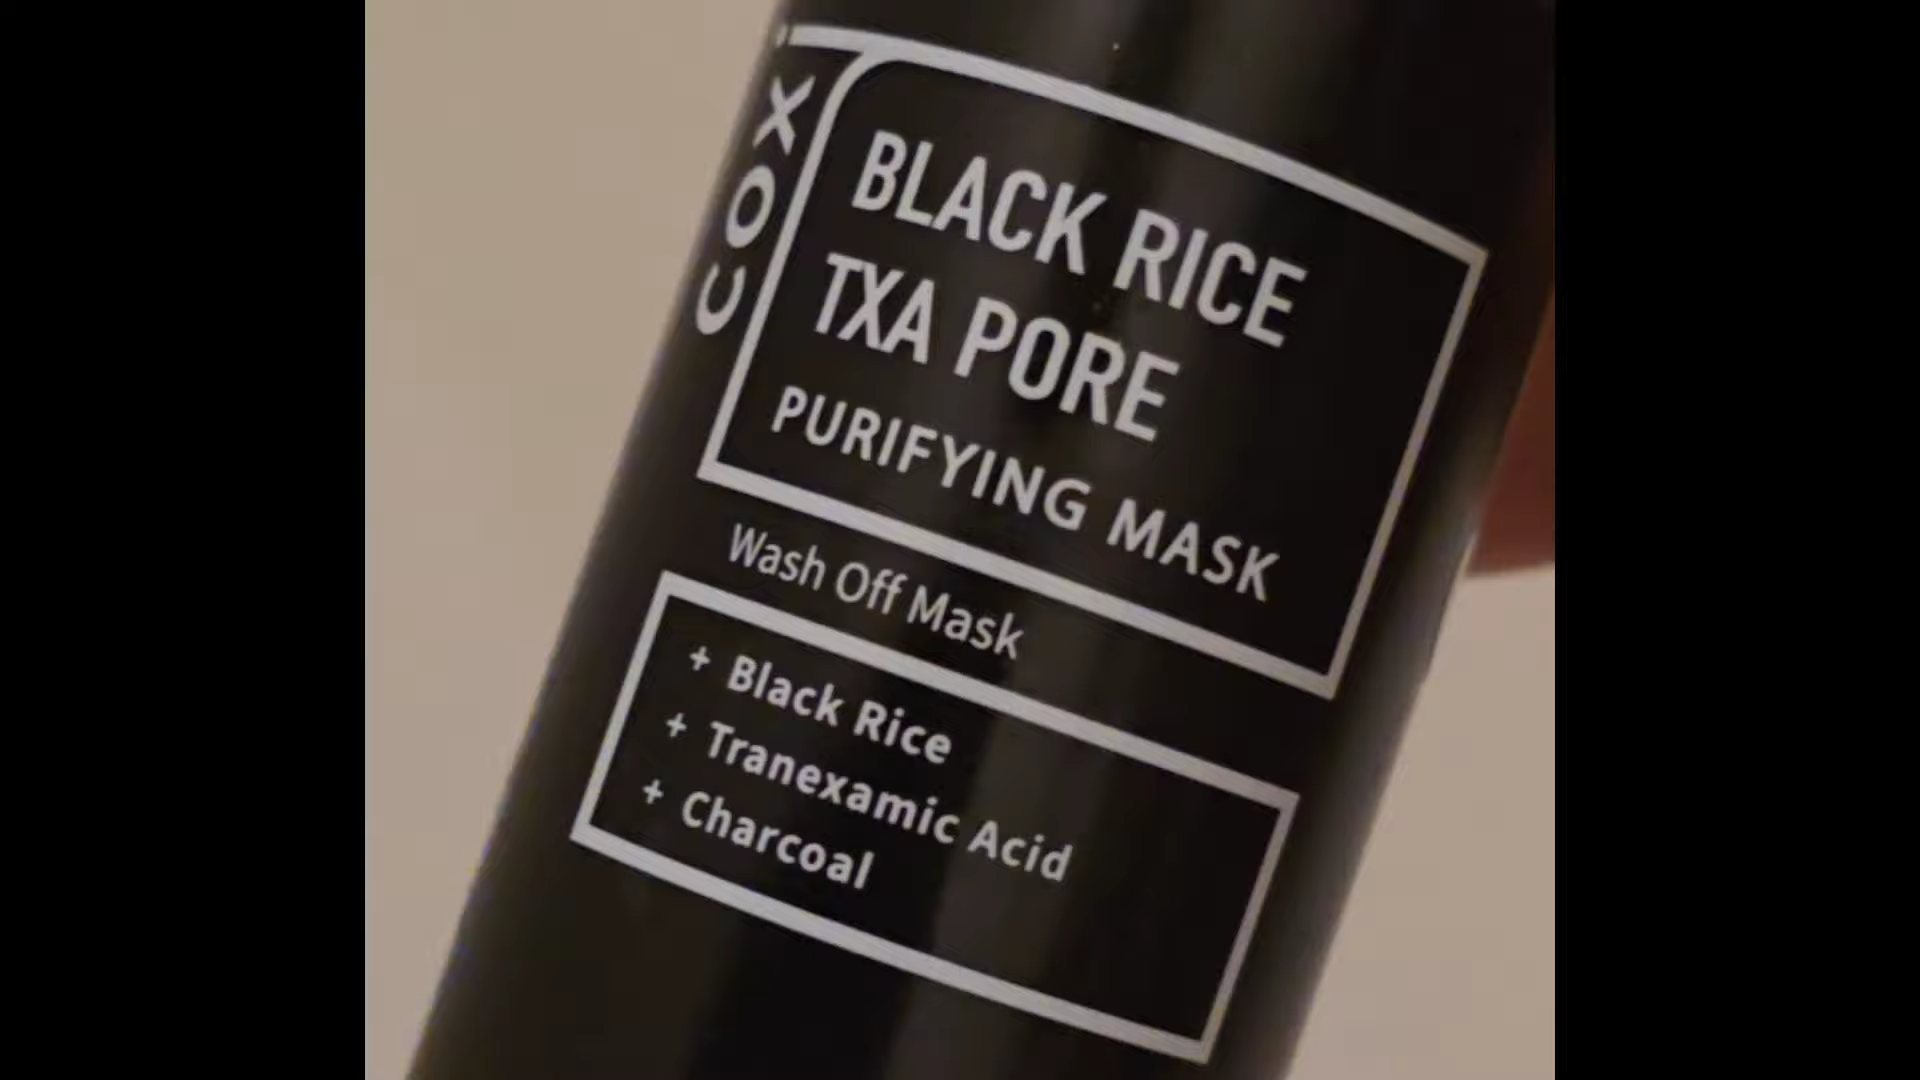 COX
BLACK RICE
TXA PORE
PURIFYING MASK
Wash Off Mask
+ Black Rice
+ Tranexamic Acid
+ Charcoal